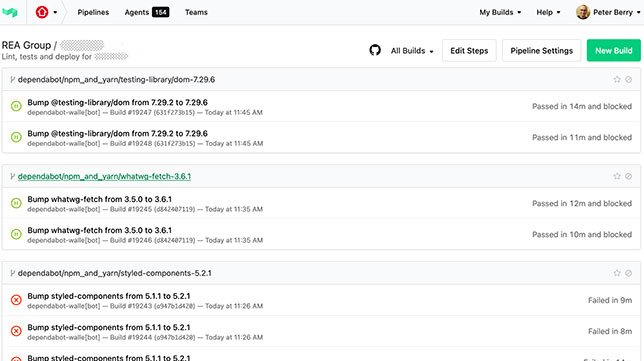 Pipelines
Agents 154
Teams
My Builds
Help
Peter Berry
REA Group /
Lint, tests and deploy for
All Builds
Edit Steps
Pipeline Settings
New Build
dependabot/npm_and_yarn/testing-library/dom-7.29.6
Bump @testing-library/dom from 7.29.2 to 7.29.6
dependabot-walle[bot] — Build #19247 (631f273b15) — Today at 11:45 AM
Passed in 14m and blocked
Bump @testing-library/dom from 7.29.2 to 7.29.6
dependabot-walle[bot] — Build #19248 (631f273b15) — Today at 11:45 AM
Passed in 11m and blocked
dependabot/npm_and_yarn/whatwg-fetch-3.6.1
Bump whatwg-fetch from 3.5.0 to 3.6.1
dependabot-walle[bot] — Build #19245 (d842407119) — Today at 11:35 AM
Passed in 12m and blocked
Bump whatwg-fetch from 3.5.0 to 3.6.1
dependabot-walle[bot] — Build #19246 (d842407119) — Today at 11:35 AM
Passed in 10m and blocked
dependabot/npm_and_yarn/styled-components-5.2.1
Bump styled-components from 5.1.1 to 5.2.1
dependabot-walle[bot] — Build #19243 (a947b1d420) — Today at 11:26 AM
Failed in 9m
Bump styled-components from 5.1.1 to 5.2.1
dependabot-walle[bot] — Build #19244 (a947b1d420) — Today at 11:26 AM
Failed in 8m
Bump styled-components from 5.1.1 to 5.2.1